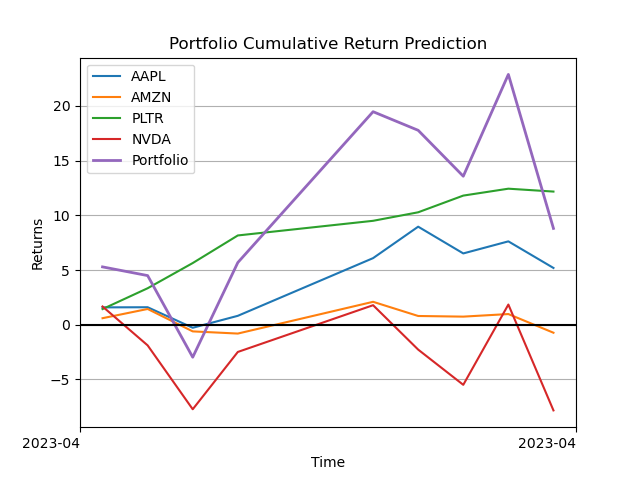 Portfolio Cumulative Return Prediction
AAPL
AMZN
PLTR
NVDA
Portfolio
20
15
10
5
0
−5
Returns
2023-04
2023-04
Time